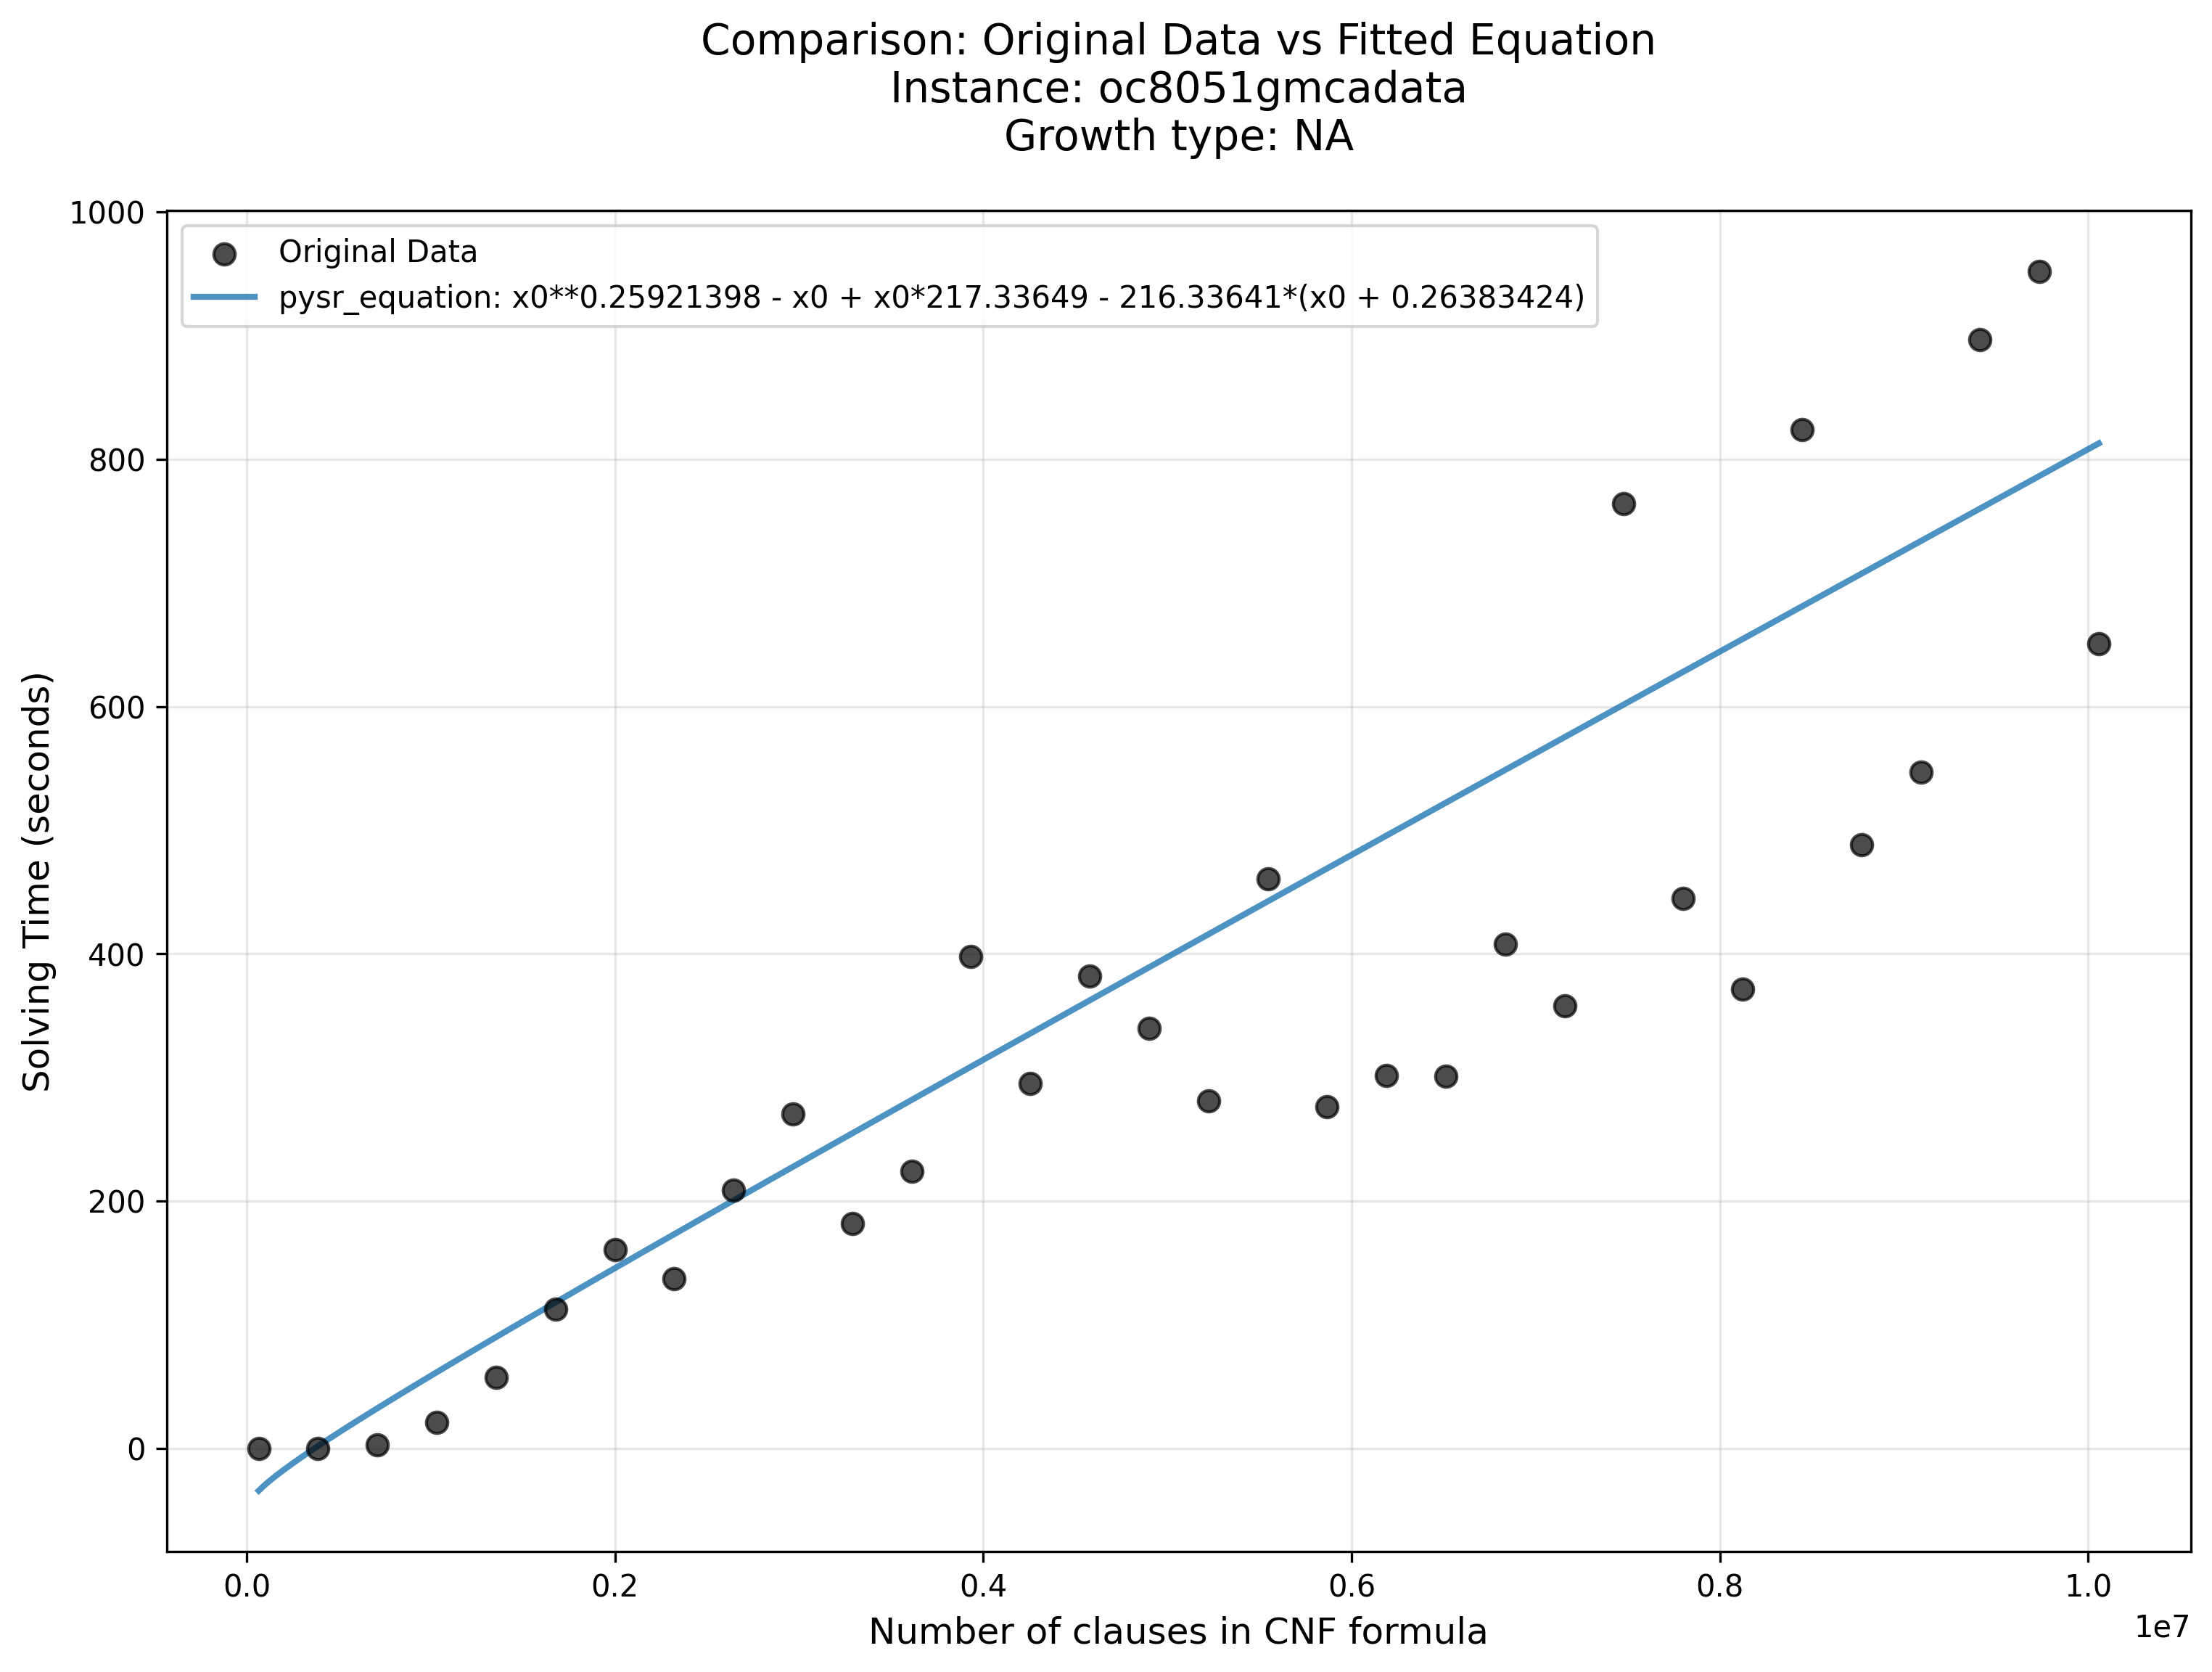 Comparison: Original Data vs Fitted Equation
Instance: oc8051gmcadata
Growth type: NA
Original Data
pysr_equation: x0**0.25921398 - x0 + x0*217.33649 - 216.33641*(x0 + 0.26383424)
1000
800
600
400
200
0
Solving Time (seconds)
0.0 0.2 0.4 0.6 0.8 1.0
1e7
Number of clauses in CNF formula